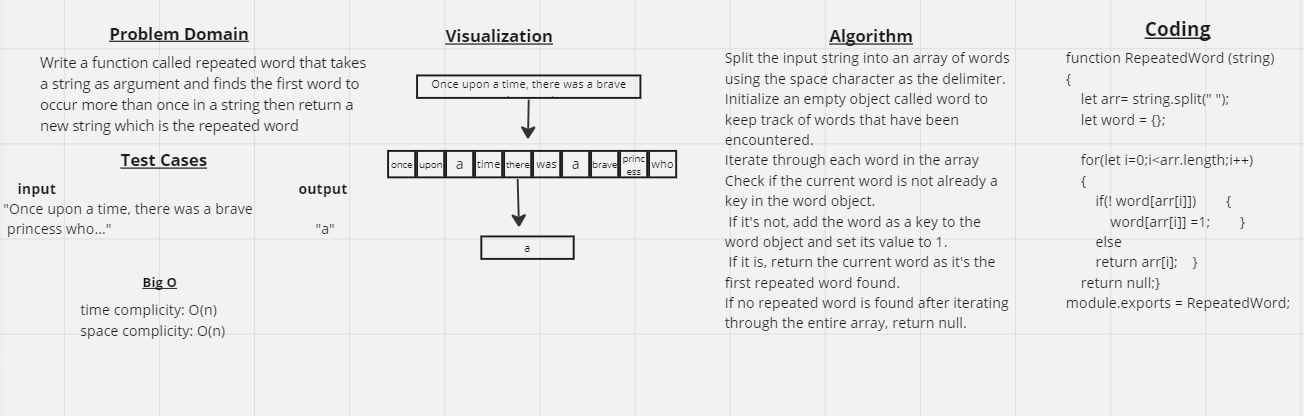 Problem Domain
Write a function called repeated word that takes
a string as argument and finds the first word to
occur more than once in a string then return a
new string which is the repeated word
Test Cases
input output
"Once upon a time, there was a brave
princess who..." "a"
Big O
time complicity: O(n)
space complicity: O(n)
Visualization
Once upon a time, there was a brave
once upon a time there was a brave princ who
ess
a
Algorithm
Split the input string into an array of words
using the space character as the delimiter.
Initialize an empty object called word to
keep track of words that have been
encountered.
Iterate through each word in the array
Check if the current word is not already a
key in the word object.
If it's not, add the word as a key to the
word object and set its value to 1.
If it is, return the current word as it's the
first repeated word found.
If no repeated word is found after iterating
through the entire array, return null.
Coding
function RepeatedWord (string)
{
let arr= string.split(" ");
let word = {};
for(let i=0;i<arr.length;i++)
{
if(! word[arr[i]]) {
word[arr[i]] =1; }
else
return arr[i]; }
return null;}
module.exports = RepeatedWord;